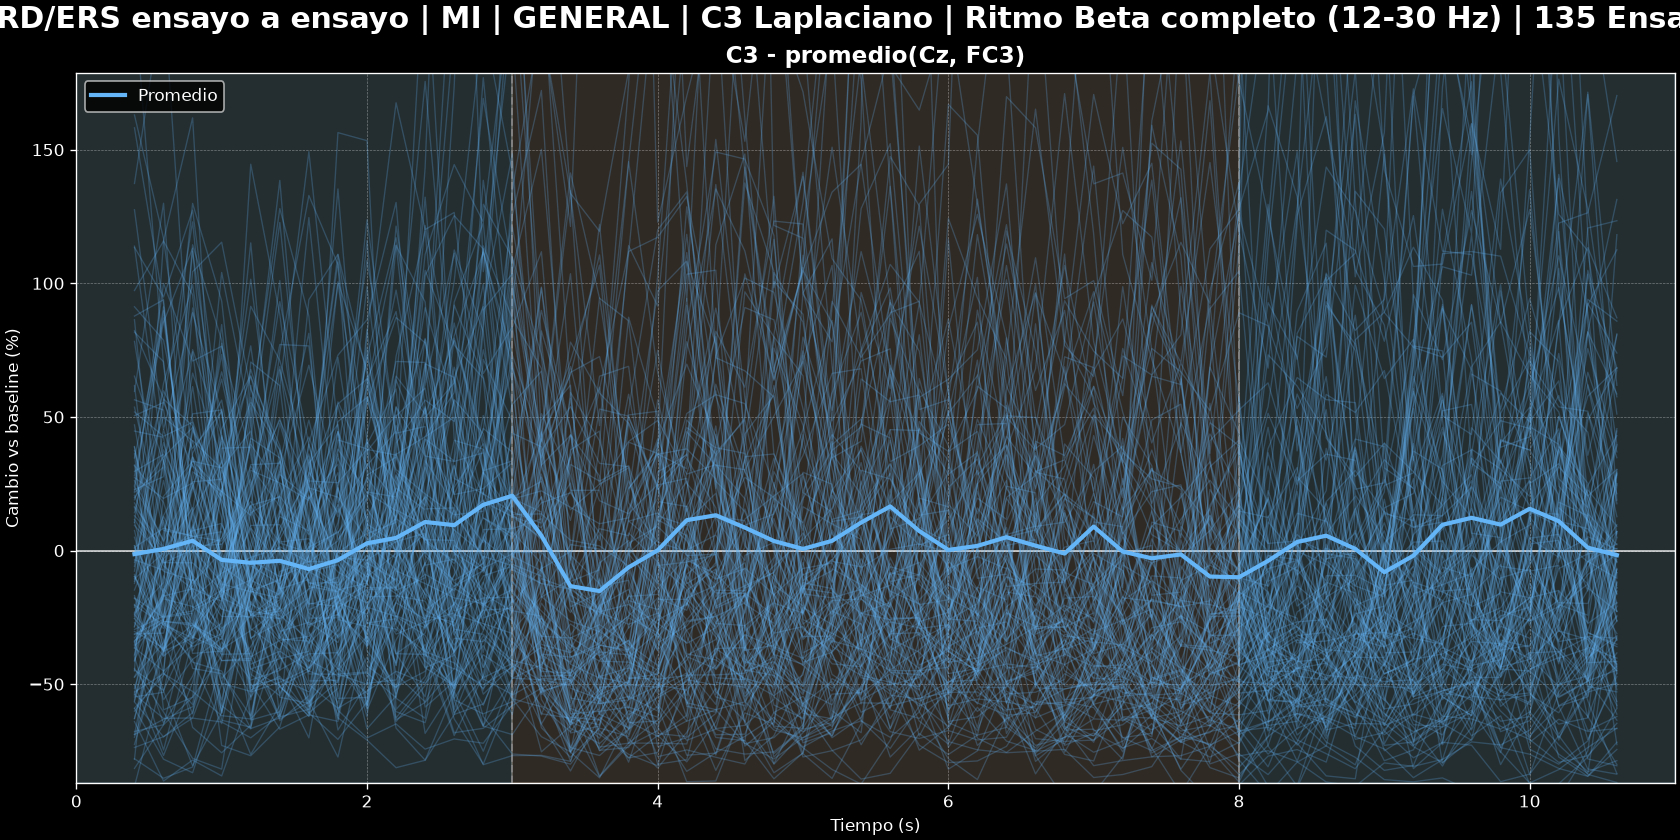 RD/ERS ensayo a ensayo | MI | GENERAL | C3 Laplaciano | Ritmo Beta completo (12-30 Hz) | 135 Ensa
C3 - promedio(Cz, FC3)
Promedio
150
100
50
0
−50
Cambio vs baseline (%)
0 2 4 6 8 10
Tiempo (s)